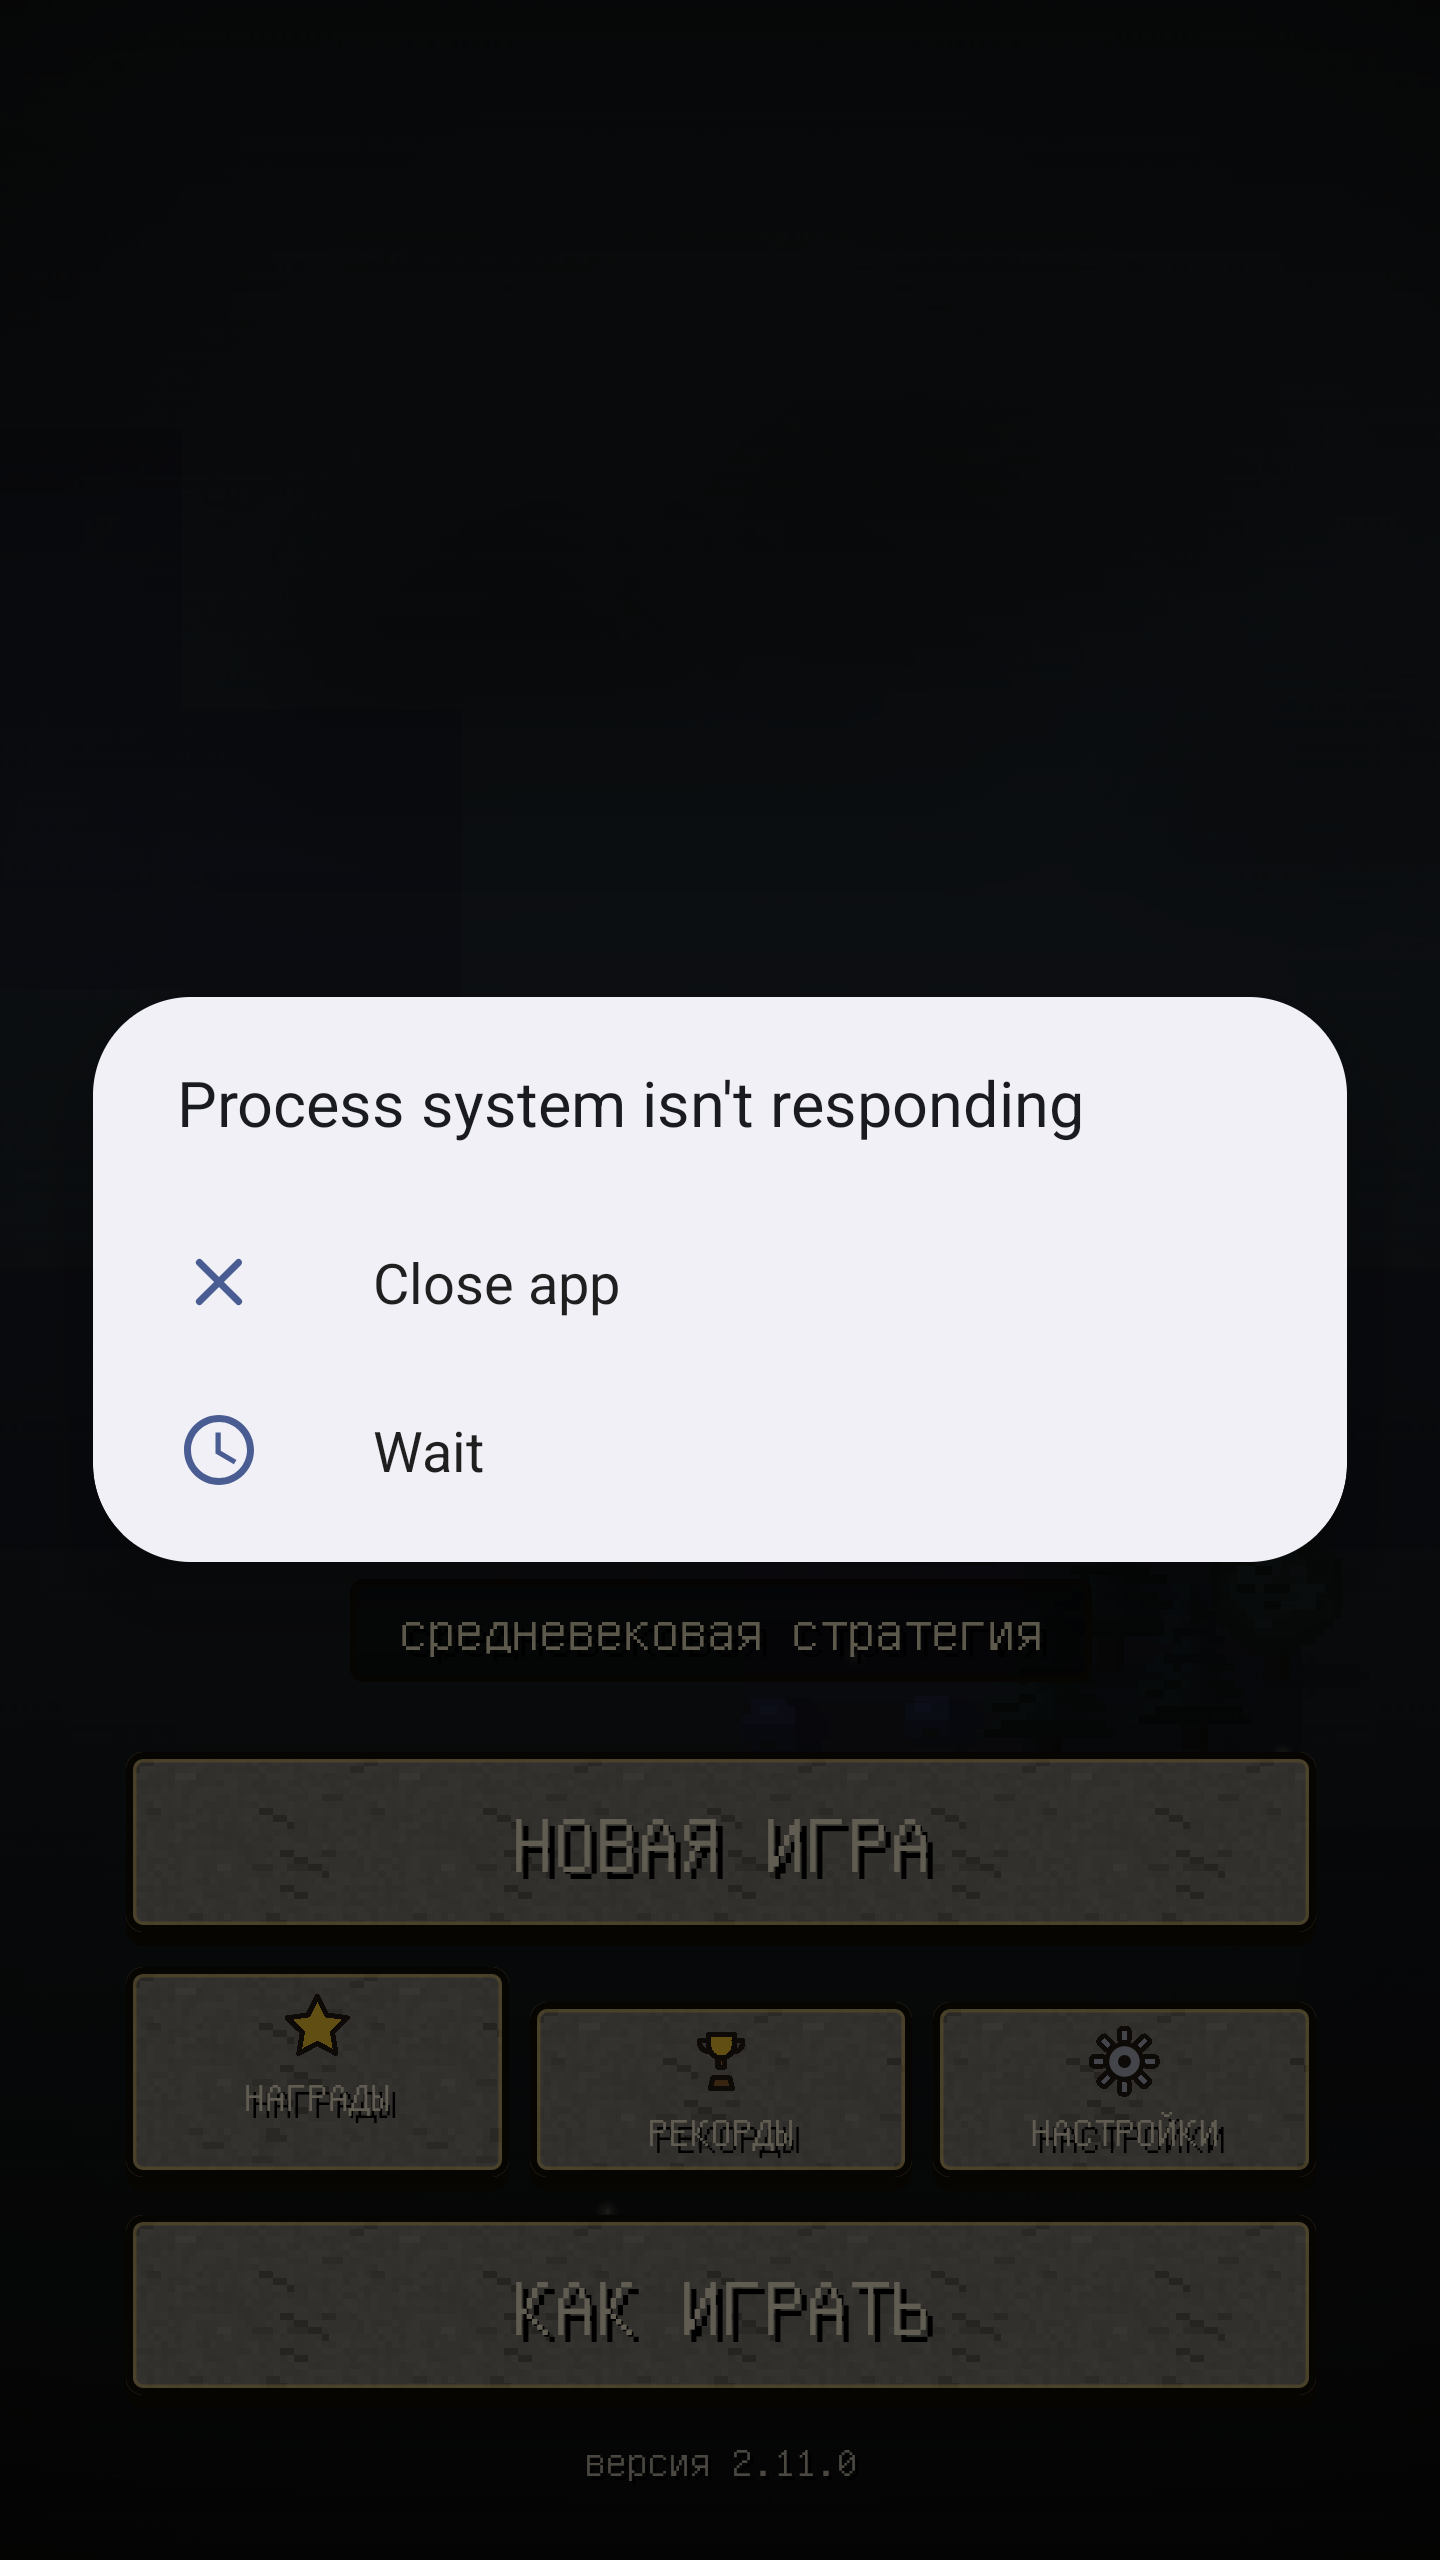 Process system isn't responding
Close app
Wait
средневековая стратегия
НОВАЯ ИГРА
НАГРАДЫ
РЕКОРДЫ
НАСТРОЙКИ
КАК ИГРАТЬ
версия 2.11.0